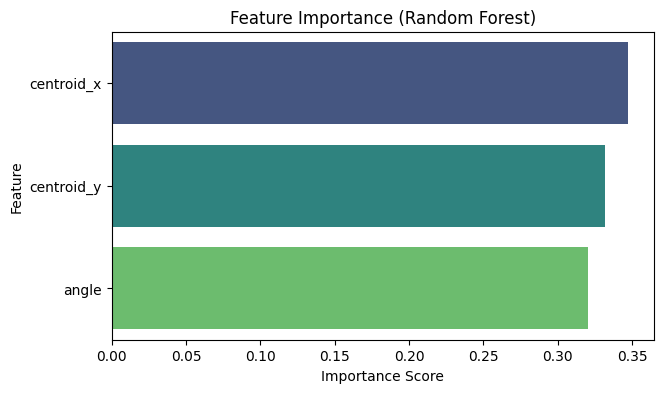 Feature Importance (Random Forest)
Feature
centroid_x
centroid_y
angle
0.00 0.05 0.10 0.15 0.20 0.25 0.30 0.35
Importance Score